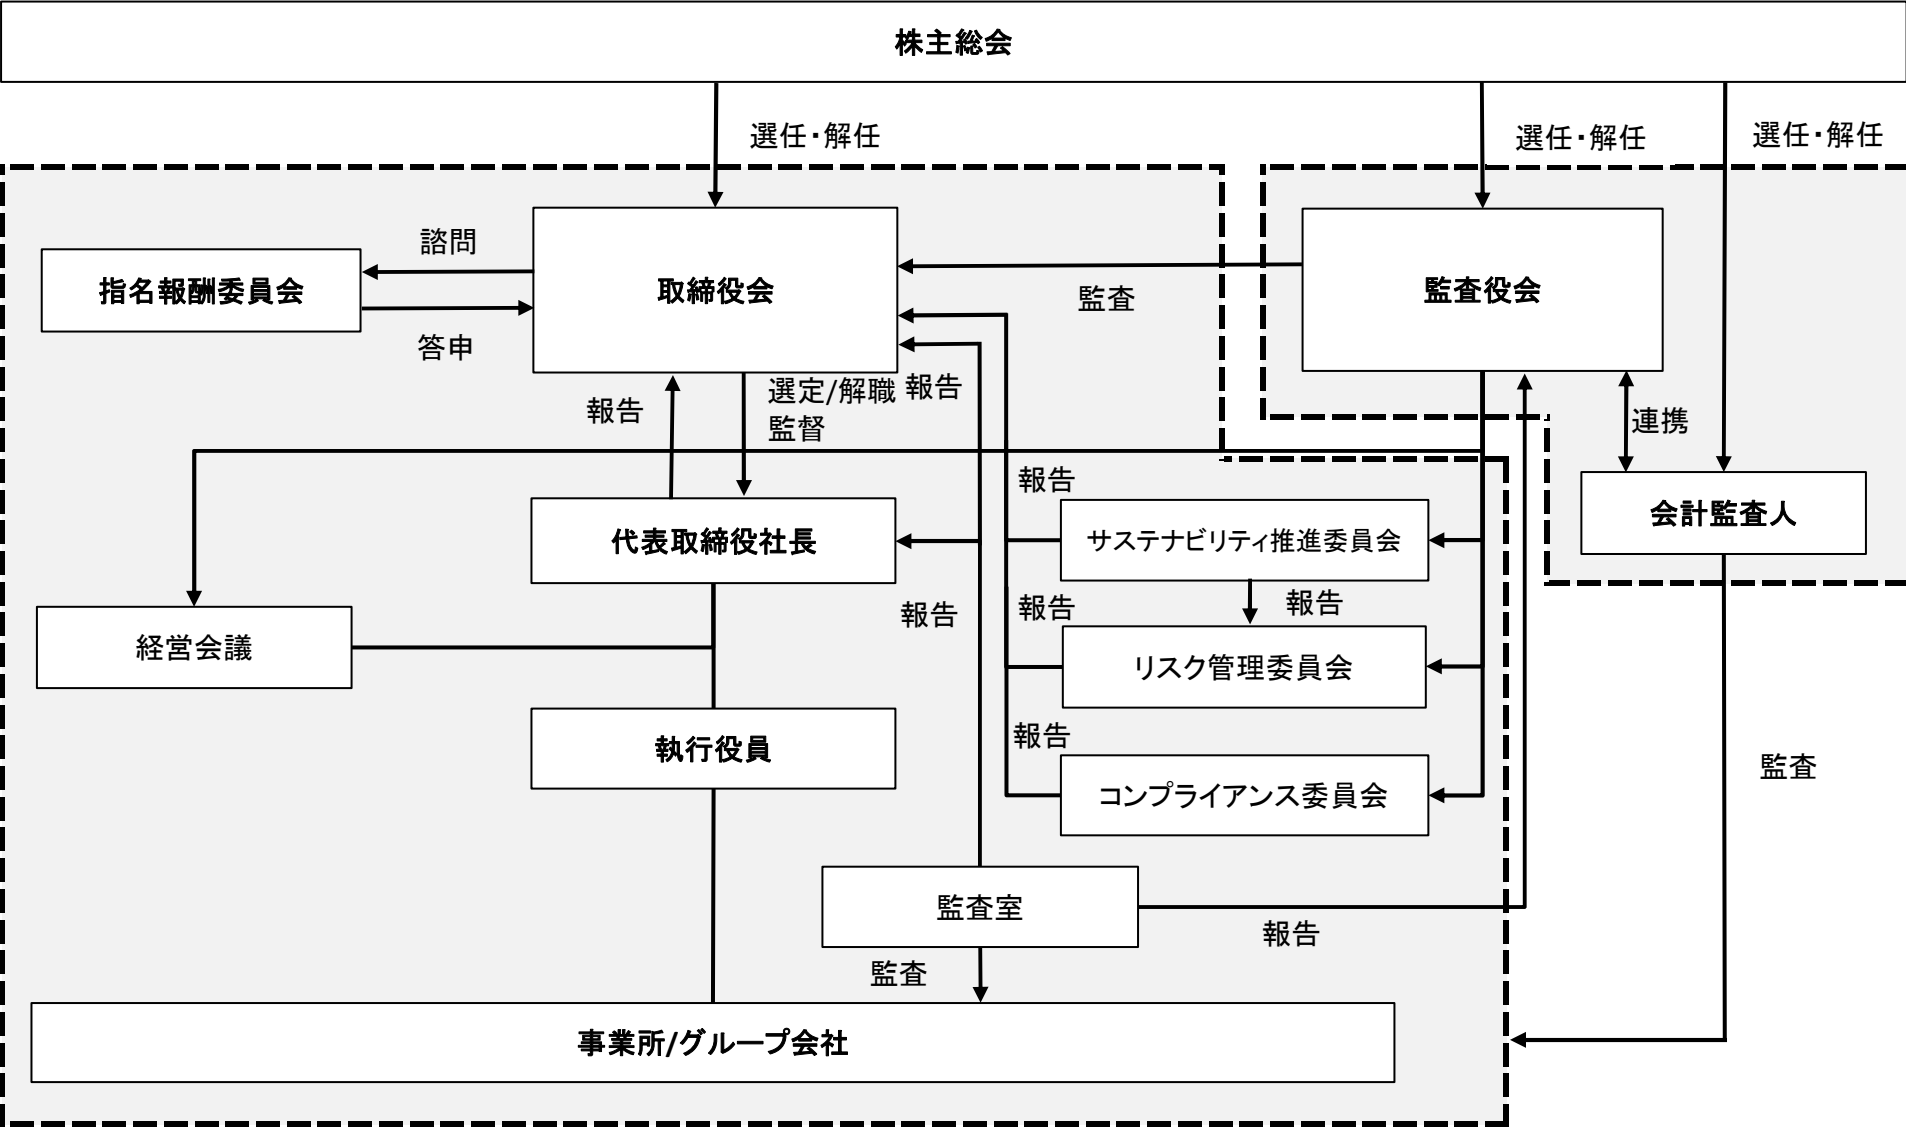 株主総会
選任・解任
選任・解任
選任・解任
諮問
指名報酬委員会
答申
取締役会
監査
監査役会
報告
選定/解職
監督
報告
連携
報告
代表取締役社長
サステナビリティ推進委員会
会計監査人
報告
報告
報告
経営会議
リスク管理委員会
報告
執行役員
コンプライアンス委員会
監査
監査室
報告
監査
事業所/グループ会社